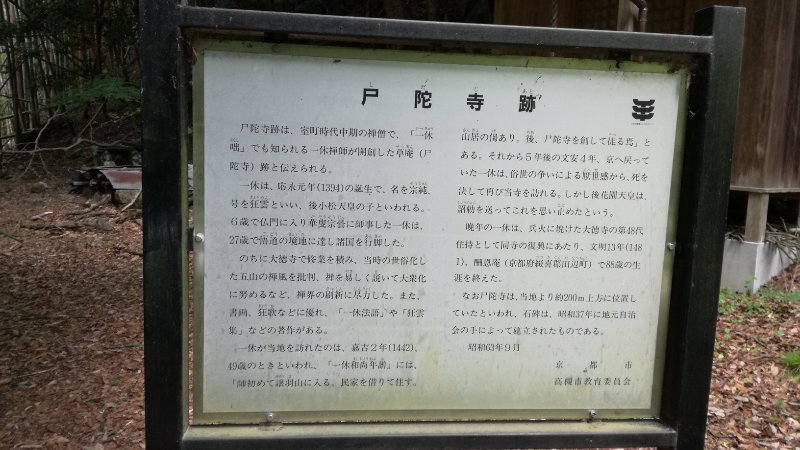 尸陀寺跡
尸陀寺跡は、室町時代中期の禅僧で、「一休
咄」でも知られる一休禅師が開創した草庵（尸
陀寺）跡と伝えられる。
一休は、応永元年(1394)の誕生で、名を宗純、
号を狂雲といい、後小松天皇の子といわれる。
6歳で仏門に入り華叟宗曇に師事した一休は、
27歳で悟道の境地に達し諸国を行脚した。
のちに大徳寺で修業を積み、当時の世俗化し
た五山の禅風を批判、禅を易しく説いて大衆化
に努めるなど、禅界の刷新に尽力した。また、
書画、狂歌などに優れ、「一休法語」や「狂雲
集」などの著作がある。
一休が当地を訪れたのは、嘉吉2年(1442)、
49歳のときといわれ、「一休和尚年譜」には、
「師初めて譲羽山に入る。民家を借りて住す。
山居の偈あり。後、尸陀寺を創して徙る焉」と
ある。それから5年後の文安4年、京へ戻って
いた一休は、俗世の争いによる厭世感から、死を
決して再び当寺を訪れる。しかし後花園天皇は、
詔勅を送ってこれを思い止めたという。
晩年の一休は、兵火に焼けた大徳寺の第48代
住持として同寺の復興にあたり、文明13年(148
1)、酬恩庵（京都府綴喜郡田辺町）で88歳の生
涯を終えた。
なお尸陀寺は、当地より約200m上方に位置し
ていたといわれ、石碑は、昭和37年に地元自治
会の手によって建立されたものである。
昭和63年9月
市
高槻市教育委員会